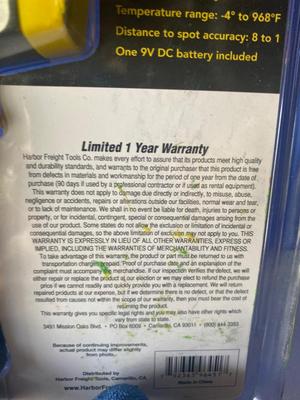 Temperature range: -4° to 968°F
Distance to spot accuracy: 8 to 1
One 9V DC battery included
Limited 1 Year Warranty
Harbor Freight Tools Co. makes every effort to assure that its products meet high quality
and durability standards, and warrants to the original purchaser that this product is free
from defects in materials and workmanship for the period of one year from the date of
purchase (90 days if used by a professional contractor or if used as rental equipment).
This warranty does not apply to damage due directly or indirectly, to misuse, abuse,
negligence or accidents, repairs or alterations outside our facilities, normal wear and tear,
or to lack of maintenance. We shall in no event be liable for death, injuries to persons or
property, or for incidental, contingent, special or consequential damages arising from the
use of our product. Some states do not allow the exclusion or limitation of incidental or
consequential damages, so the above limitation of exclusion may not apply to you. THIS
WARRANTY IS EXPRESSLY IN LIEU OF ALL OTHER WARRANTIES, EXPRESS OR
IMPLIED, INCLUDING THE WARRANTIES OF MERCHANTABILITY AND FITNESS.
To take advantage of this warranty, the product or part must be returned to us with
transportation charges prepaid. Proof of purchase date and an explanation of the
complaint must accompany the merchandise. If our inspection verifies the defect, we will
either repair or replace the product at our election or we may elect to refund the purchase
price if we cannot readily and quickly provide you with a replacement. We will return
repaired products at our expense, but if we determine there is no defect, or that the defect
resulted from causes not within the scope of our warranty, then you must bear the cost of
returning the product.
This warranty gives you specific legal rights and you may also have other rights which
vary from state to state.
3491 Mission Oaks Blvd. • PO Box 6009 • Camarillo, CA 93011 • (800) 444-3353
Because of continuing improvements,
actual product may differ slightly
from photo.
Distributed by
Harbor Freight Tools, Camarillo, CA
Made in China